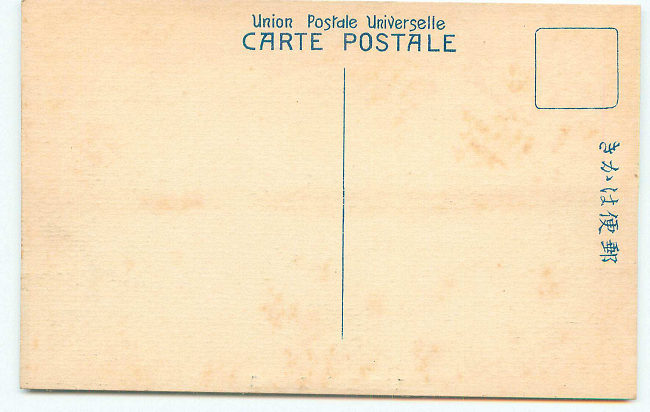 Union Postale Universelle
CARTE POSTALE
郵便はがき